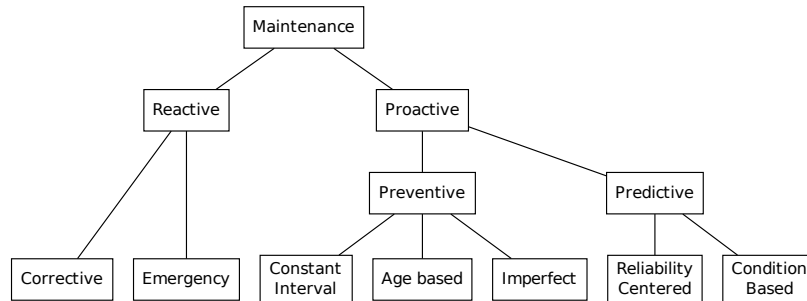 Maintenance
Reactive
Proactive
Preventive
Predictive
Corrective
Emergency
Constant
Interval
Age based
Imperfect
Reliability
Centered
Condition
Based